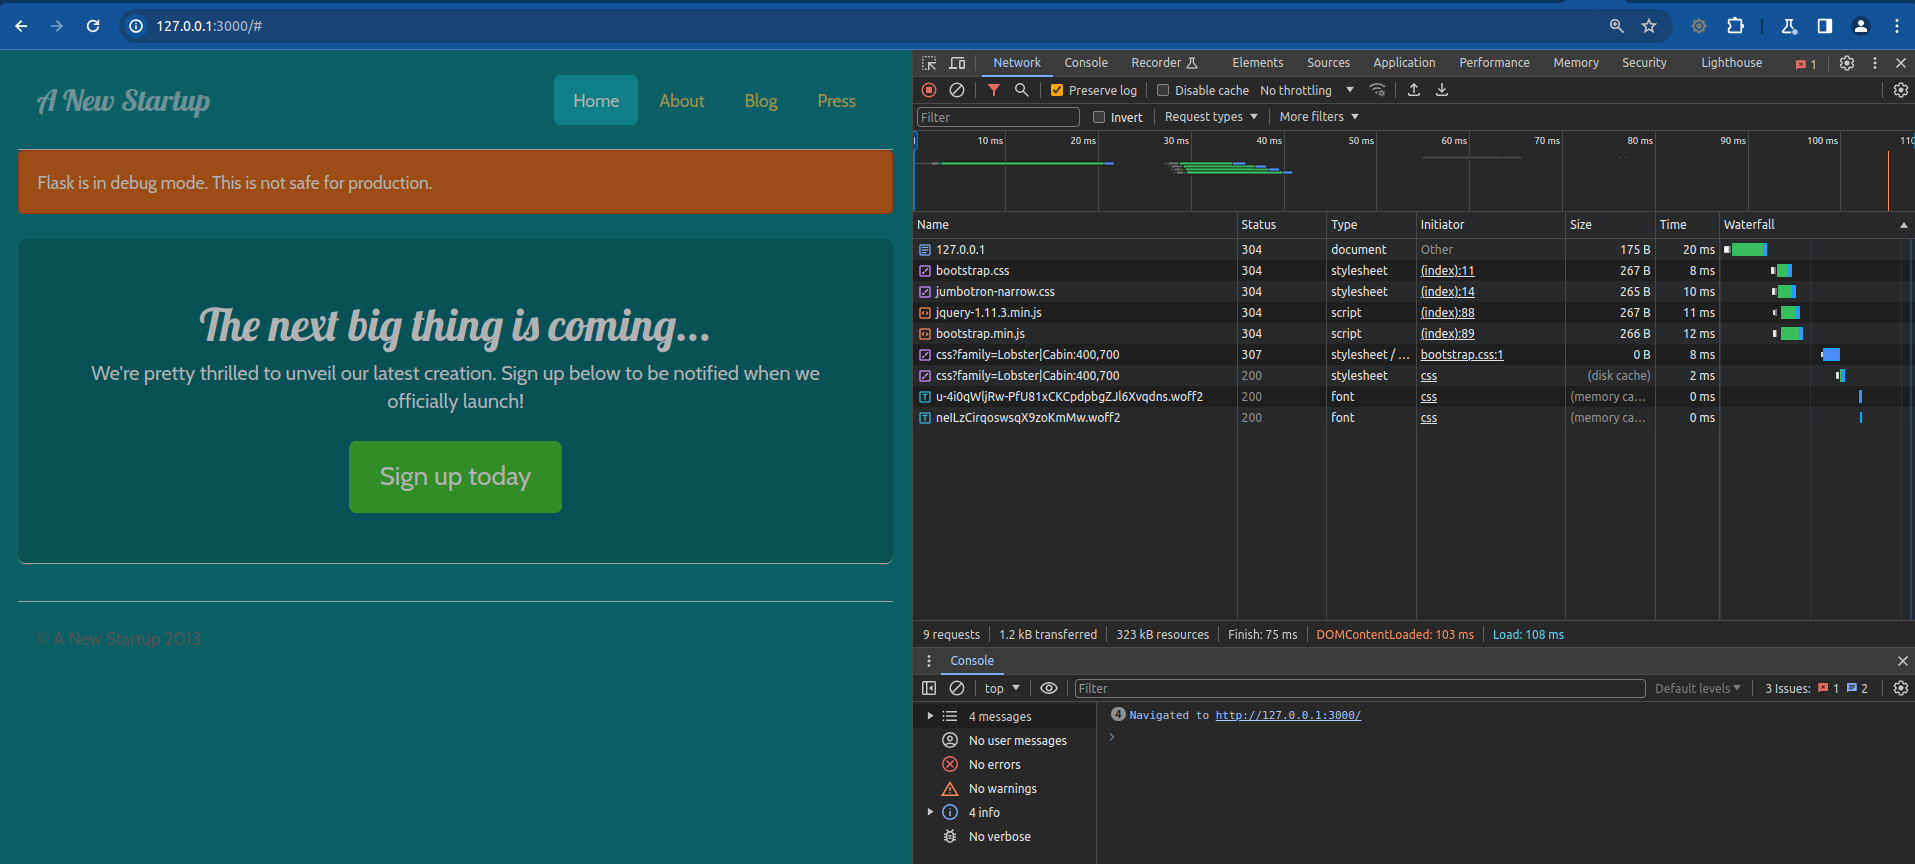 127.0.0.1:3000/#
A New Startup
Home About Blog Press
Flask is in debug mode. This is not safe for production.
The next big thing is coming...
We're pretty thrilled to unveil our latest creation. Sign up below to be notified when we
officially launch!
Sign up today
© A New Startup 2013
Network Console Recorder Elements Sources Application Performance Memory Security Lighthouse 1
Preserve log Disable cache No throttling
Filter Invert Request types More filters
10 ms 20 ms 30 ms 40 ms 50 ms 60 ms 70 ms 80 ms 90 ms 100 ms 110
Name Status Type Initiator Size Time Waterfall
127.0.0.1 304 document Other 175 B 20 ms
bootstrap.css 304 stylesheet (index):11 267 B 8 ms
jumbotron-narrow.css 304 stylesheet (index):14 265 B 10 ms
jquery-1.11.3.min.js 304 script (index):88 267 B 11 ms
bootstrap.min.js 304 script (index):89 266 B 12 ms
css?family=Lobster|Cabin:400,700 307 stylesheet / ... bootstrap.css:1 0 B 8 ms
css?family=Lobster|Cabin:400,700 200 stylesheet css (disk cache) 2 ms
u-4i0qWljRw-PfU81xCKCpdpbgZJl6Xvqdns.woff2 200 font css (memory ca... 0 ms
neILzCirqoswsqX9zoKmMw.woff2 200 font css (memory ca... 0 ms
9 requests 1.2 kB transferred 323 kB resources Finish: 75 ms DOMContentLoaded: 103 ms Load: 108 ms
Console
top Filter Default levels 3 Issues: 1 2
4 messages
No user messages
No errors
No warnings
4 info
No verbose
4 Navigated to http://127.0.0.1:3000/